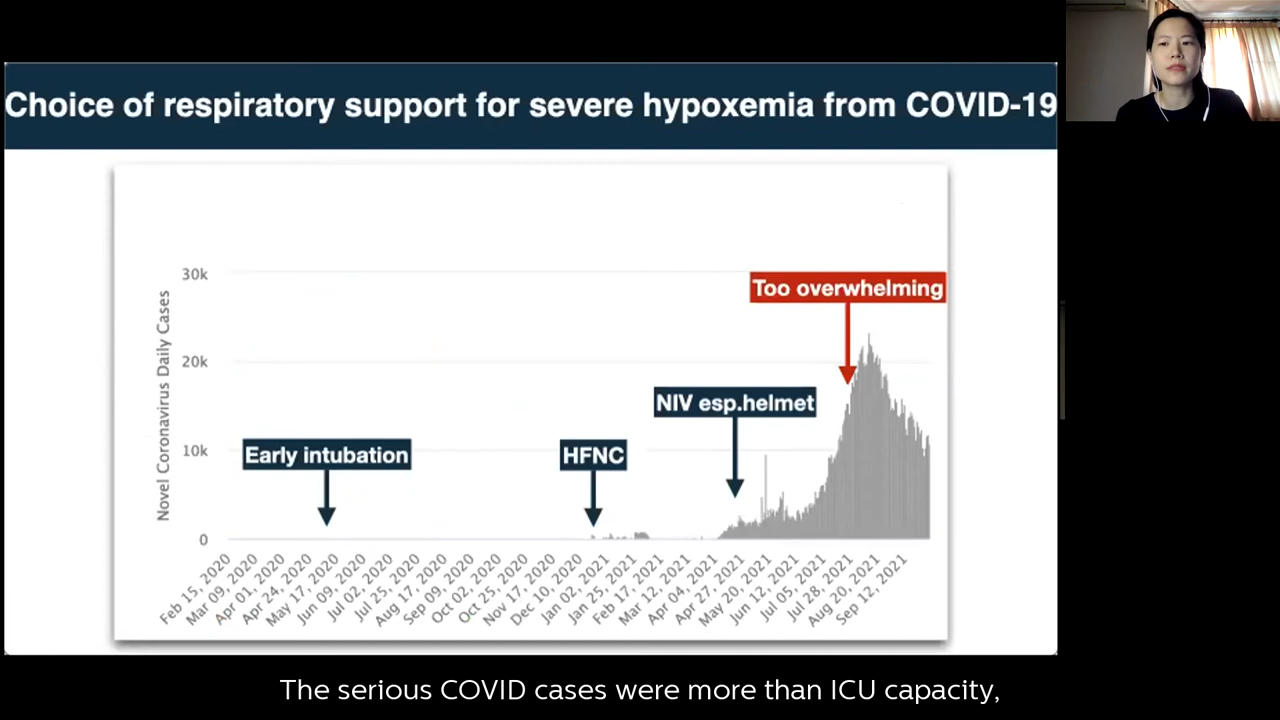 Choice of respiratory support for severe hypoxemia from COVID-19
30k
Too overwhelming
20k
NIV esp.helmet
10k
Early intubation
HFNC
0
Novel Coronavirus Daily Cases
Feb 15, 2020
Mar 09, 2020
Apr 01, 2020
Apr 24, 2020
May 17, 2020
Jun 09, 2020
Jul 02, 2020
Jul 25, 2020
Aug 17, 2020
Sep 09, 2020
Oct 02, 2020
Oct 25, 2020
Nov 17, 2020
Dec 10, 2020
Jan 02, 2021
Jan 25, 2021
Feb 17, 2021
Mar 12, 2021
Apr 04, 2021
Apr 27, 2021
May 20, 2021
Jun 12, 2021
Jul 05, 2021
Jul 28, 2021
Aug 20, 2021
Sep 12, 2021
The serious COVID cases were more than ICU capacity,